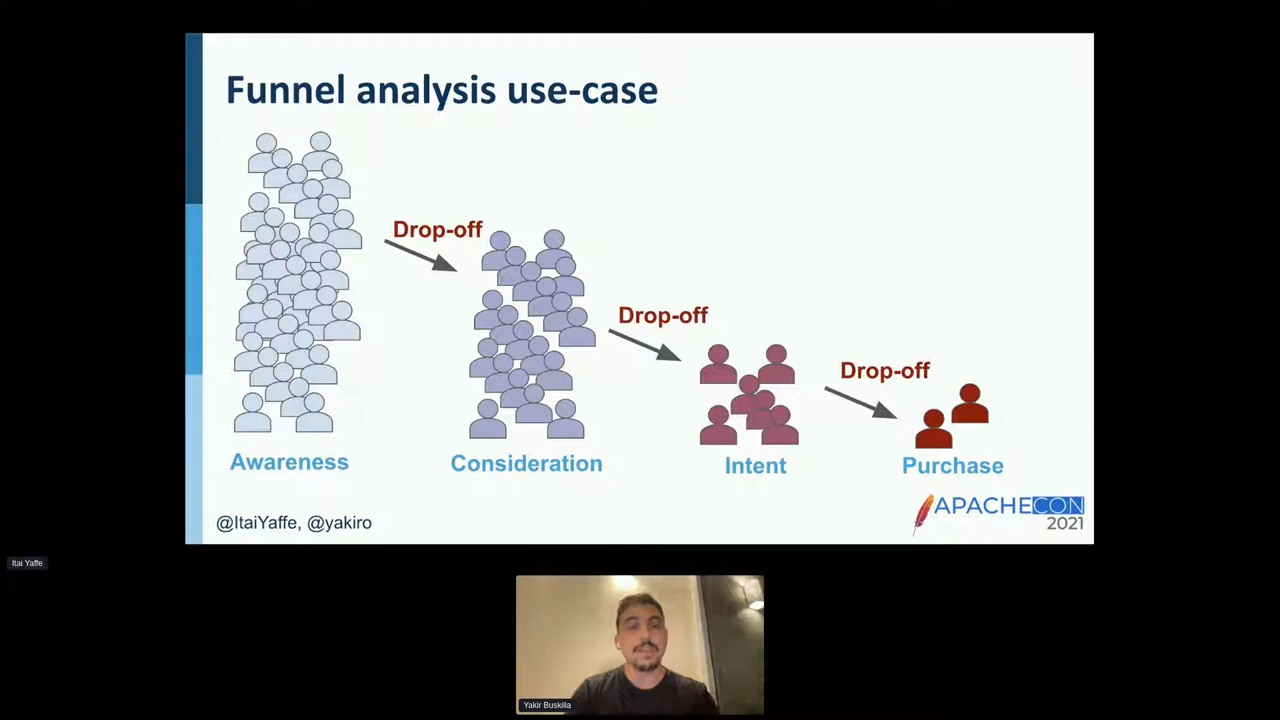 Funnel analysis use-case
Drop-off
Drop-off
Drop-off
Awareness
Consideration
Intent
Purchase
@ItaiYaffe, @yakiro
APACHECON
2021
Itai Yaffe
Yakir Buskilla